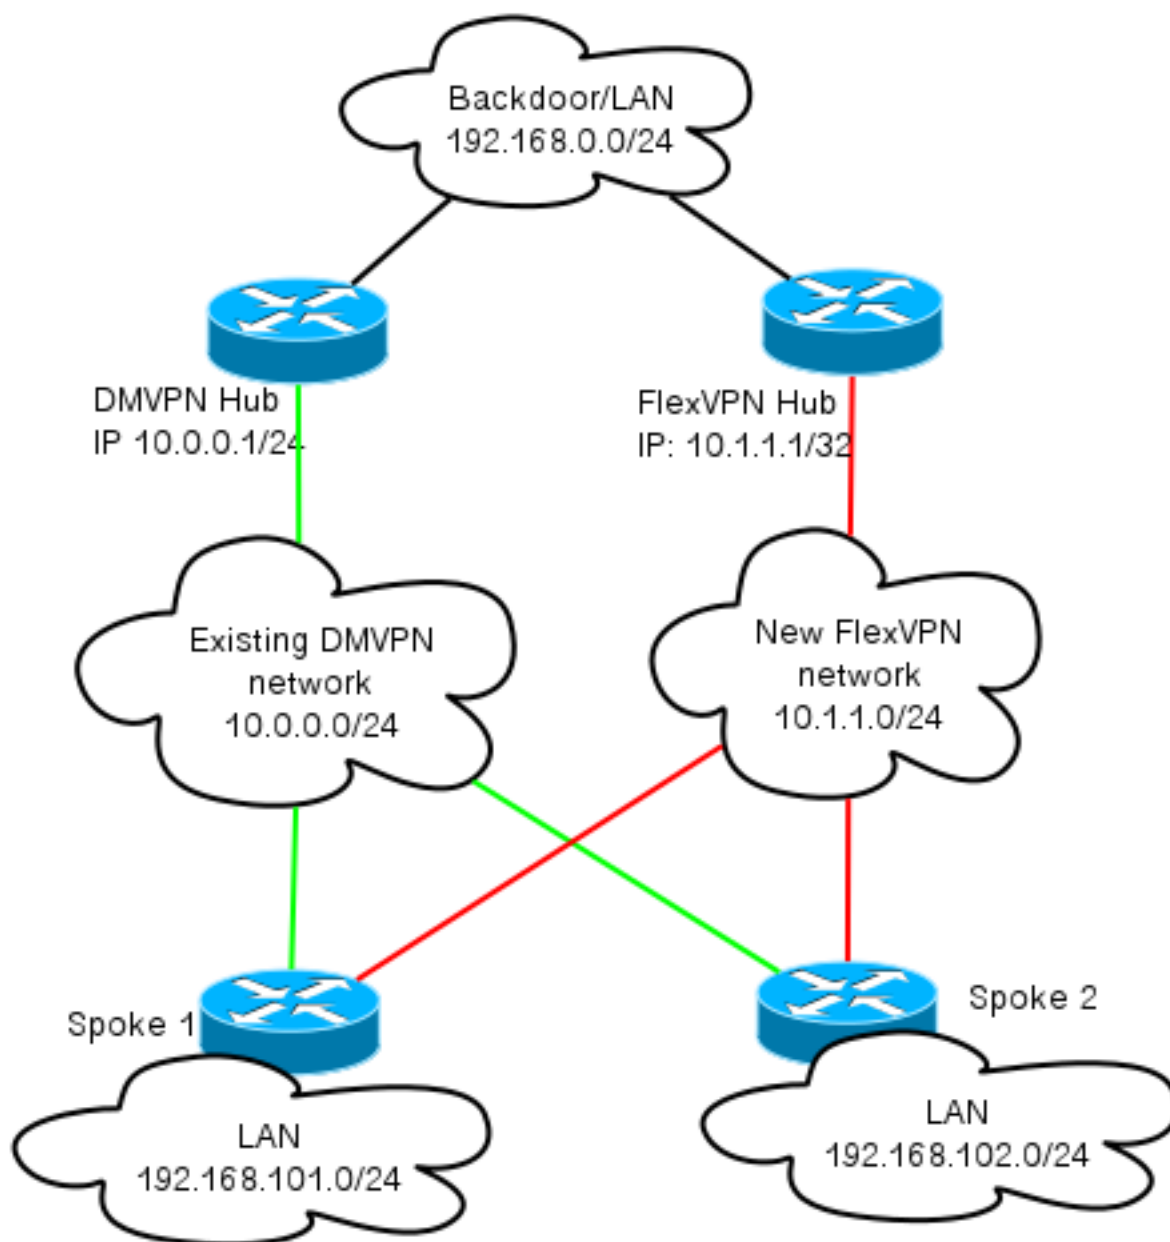 Backdoor/LAN
192.168.0.0/24
DMVPN Hub
IP 10.0.0.1/24
FlexVPN Hub
IP: 10.1.1.1/32
Existing DMVPN
network
10.0.0.0/24
New FlexVPN
network
10.1.1.0/24
Spoke 1
Spoke 2
LAN
192.168.101.0/24
LAN
192.168.102.0/24